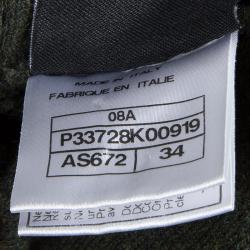 MADE IN ITALY
FABRIQUE EN ITALIE
08A
P33728K00919
AS672 34